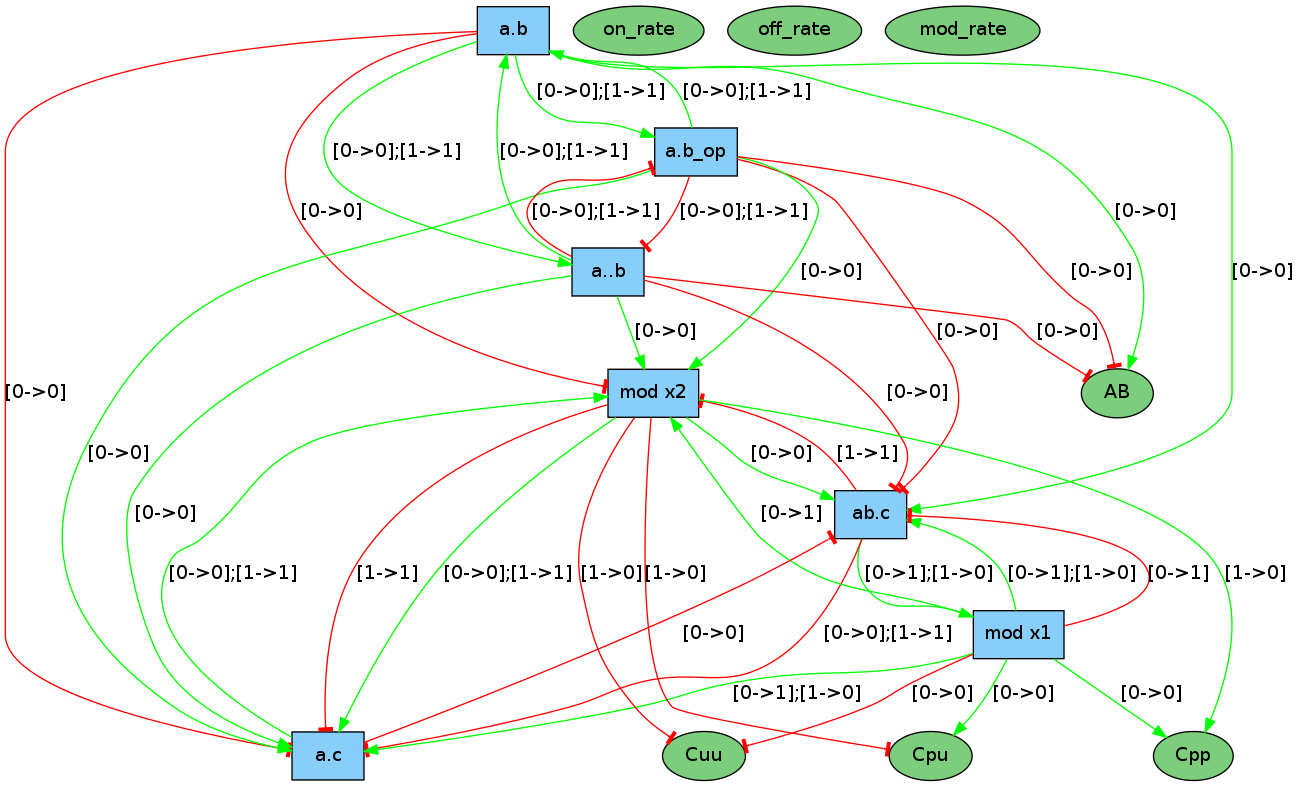 a.b on_rate off_rate mod_rate
[0->0];[1->1] [0->0];[1->1]
[0->0];[1->1] [0->0];[1->1] a.b_op
[0->0] [0->0];[1->1] [0->0];[1->1] [0->0]
a..b [0->0] [0->0] [0->0]
[0->0] [0->0] [0->0]
[0->0] mod x2 [0->0] AB
[0->0] [0->0] [1->1]
[0->0] [0->1] ab.c
[0->0];[1->1] [1->1] [0->0];[1->1] [1->0] [1->0] [0->1];[1->0] [0->1];[1->0] [0->1] [1->0]
[0->0] [0->0];[1->1] mod x1
[0->1];[1->0] [0->0] [0->0] [0->0]
a.c Cuu Cpu Cpp